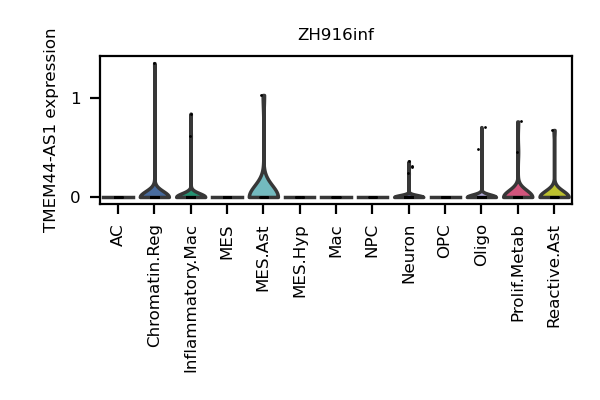 ZH916inf
TMEM44-AS1 expression
1
0
AC
Chromatin.Reg
Inflammatory.Mac
MES
MES.Ast
MES.Hyp
Mac
NPC
Neuron
OPC
Oligo
Prolif.Metab
Reactive.Ast